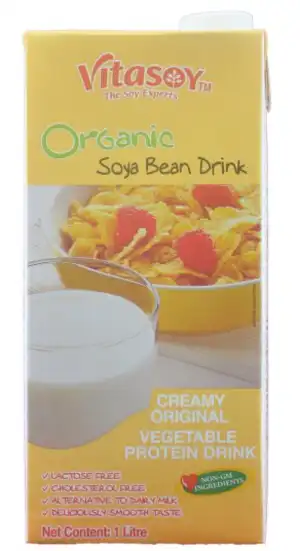 Vitasoy TM
The Soy Experts
Organic
Soya Bean Drink
CREAMY
ORIGINAL
VEGETABLE
PROTEIN DRINK
✓ LACTOSE FREE
✓ CHOLESTEROL FREE
✓ ALTERNATIVE TO DAIRY MILK
✓ DELICIOUSLY SMOOTH TASTE
NON-GM
INGREDIENTS
Net Content: 1 Litre